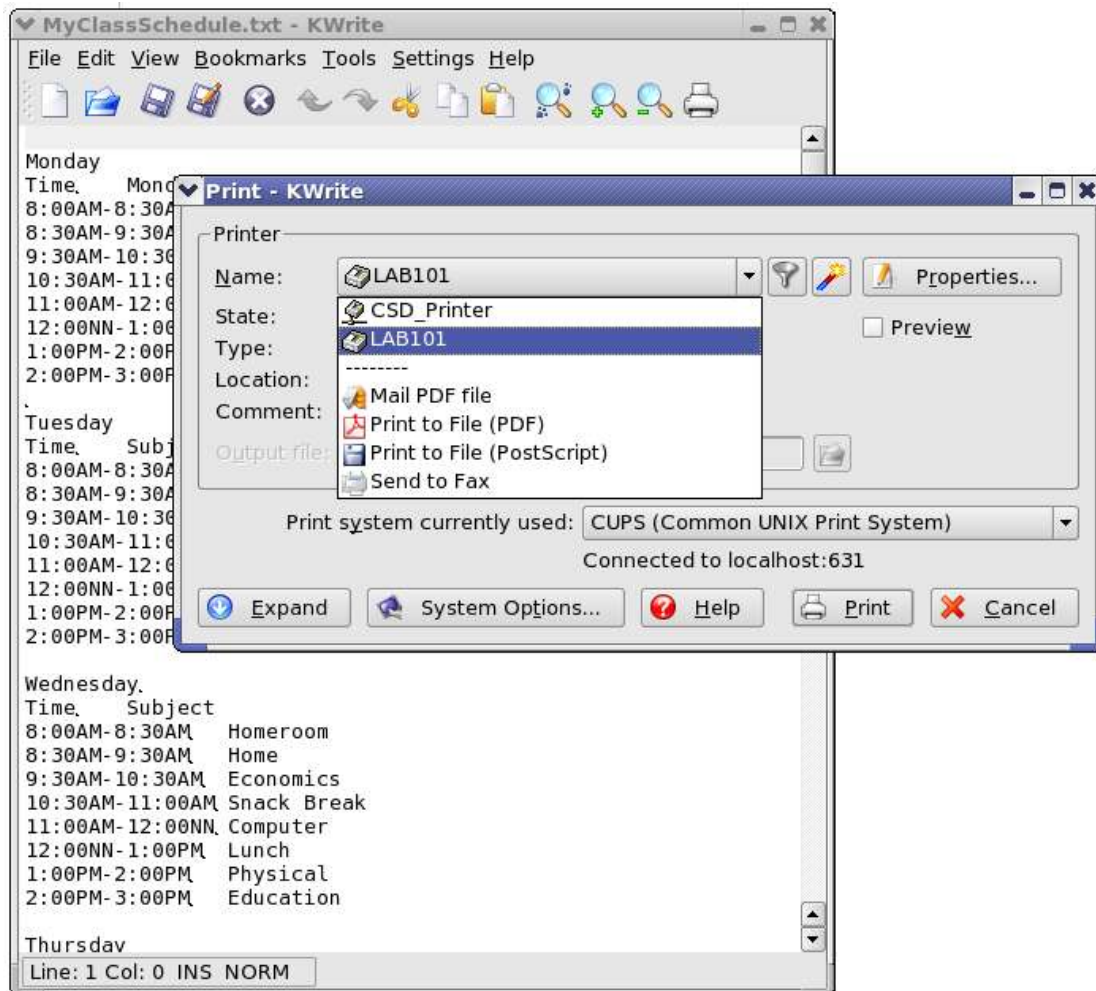 MyClassSchedule.txt - KWrite
File Edit View Bookmarks Tools Settings Help
Monday
Time
8:00AM-8:30A
8:30AM-9:30A
9:30AM-10:30
10:30AM-11:0
11:00AM-12:0
12:00NN-1:00
1:00PM-2:00P
2:00PM-3:00P
Tuesday
Time Subj
8:00AM-8:30A
8:30AM-9:30A
9:30AM-10:30
10:30AM-11:0
11:00AM-12:0
12:00NN-1:00
1:00PM-2:00P
2:00PM-3:00P
Wednesday
Time Subject
8:00AM-8:30AM Homeroom
8:30AM-9:30AM Home
9:30AM-10:30AM Economics
10:30AM-11:00AM Snack Break
11:00AM-12:00NN Computer
12:00NN-1:00PM Lunch
1:00PM-2:00PM Physical
2:00PM-3:00PM Education
Thursday
Line: 1 Col: 0 INS NORM
Print - KWrite
Printer
Name: LAB101 Properties...
State:
Type:
Location:
Comment:
Output file:
CSD_Printer
LAB101
--------
Mail PDF file
Print to File (PDF)
Print to File (PostScript)
Send to Fax
Preview
Print system currently used: CUPS (Common UNIX Print System)
Connected to localhost:631
Expand System Options... Help Print Cancel